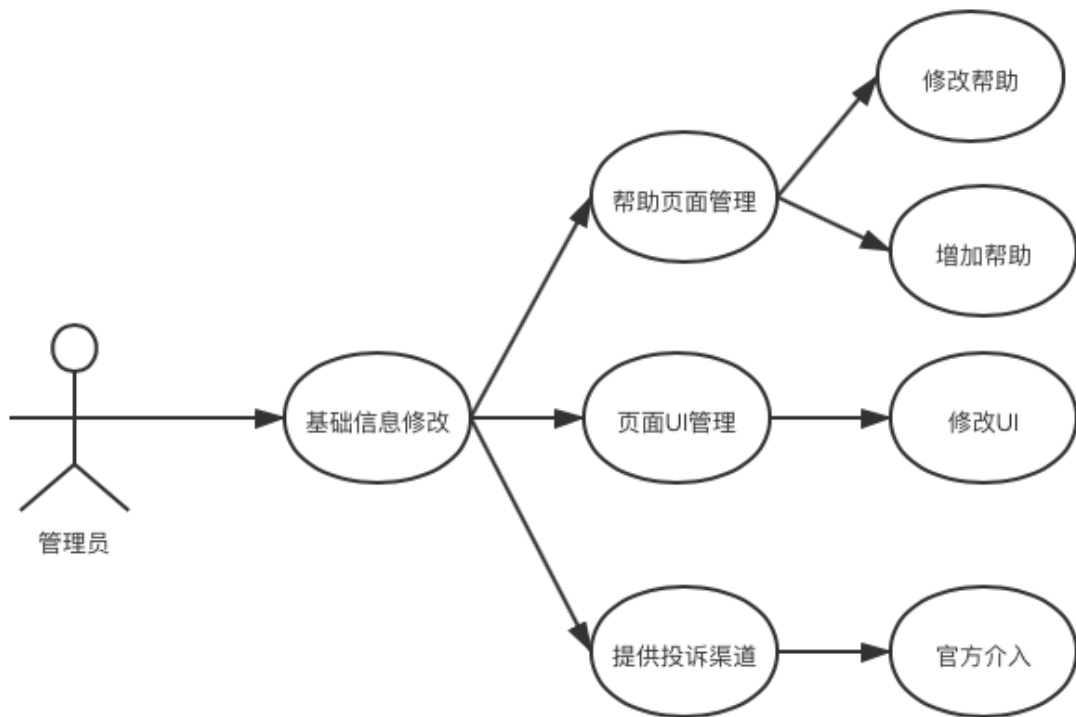 修改帮助
帮助页面管理
增加帮助
基础信息修改
页面UI管理
修改UI
管理员
提供投诉渠道
官方介入